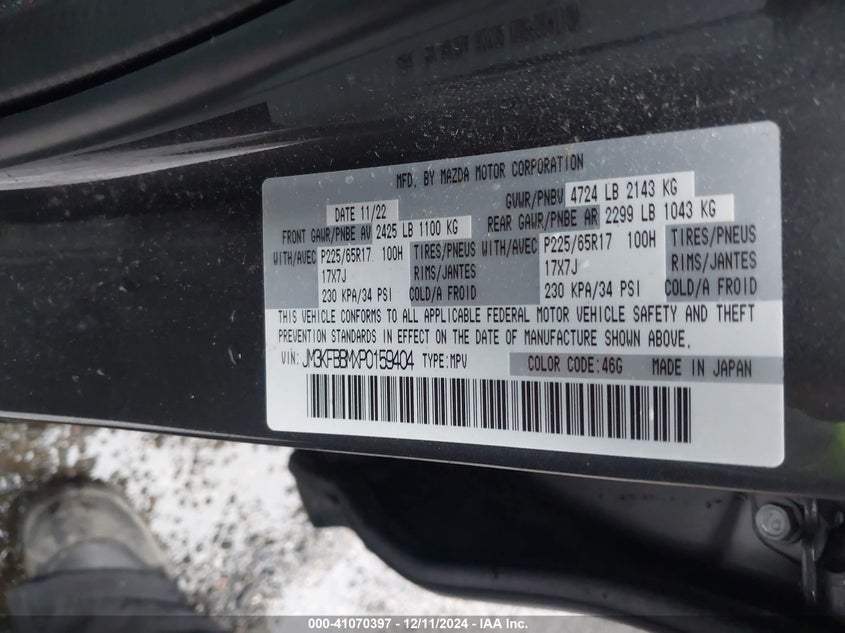 MFD. BY MAZDA MOTOR CORPORATION
DATE 11/22 GVWR/PNBV 4724 LB 2143 KG
FRONT GAWR/PNBE AV 2425 LB 1100 KG REAR GAWR/PNBE AR 2299 LB 1043 KG
WITH/AVEC P225/65R17 100H TIRES/PNEUS WITH/AVEC P225/65R17 100H TIRES/PNEUS
17X7J RIMS/JANTES 17X7J RIMS/JANTES
230 KPA/34 PSI COLD/A FROID 230 KPA/34 PSI COLD/A FROID
THIS VEHICLE CONFORMS TO ALL APPLICABLE FEDERAL MOTOR VEHICLE SAFETY AND THEFT
PREVENTION STANDARDS IN EFFECT ON THE DATE OF MANUFACTURE SHOWN ABOVE.
VIN: JM3KFBBMXP0159404 TYPE:MPV COLOR CODE:46G MADE IN JAPAN
000-41070397 - 12/11/2024 - IAA Inc.